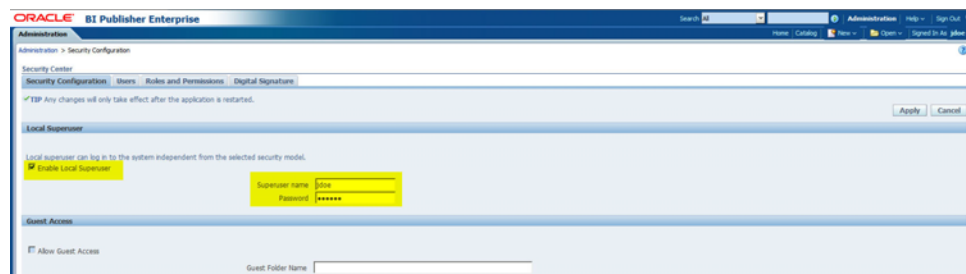 ORACLE BI Publisher Enterprise Search All Administration Help Sign Out
Administration Home Catalog New Open Signed In As jdoe
Administration > Security Configuration
Security Center
Security Configuration Users Roles and Permissions Digital Signature
TIP Any changes will only take effect after the application is restarted.
Apply Cancel
Local Superuser
Local superuser can log in to the system independent from the selected security model.
Enable Local Superuser
Superuser name jdoe
Password ••••••
Guest Access
Allow Guest Access
Guest Folder Name